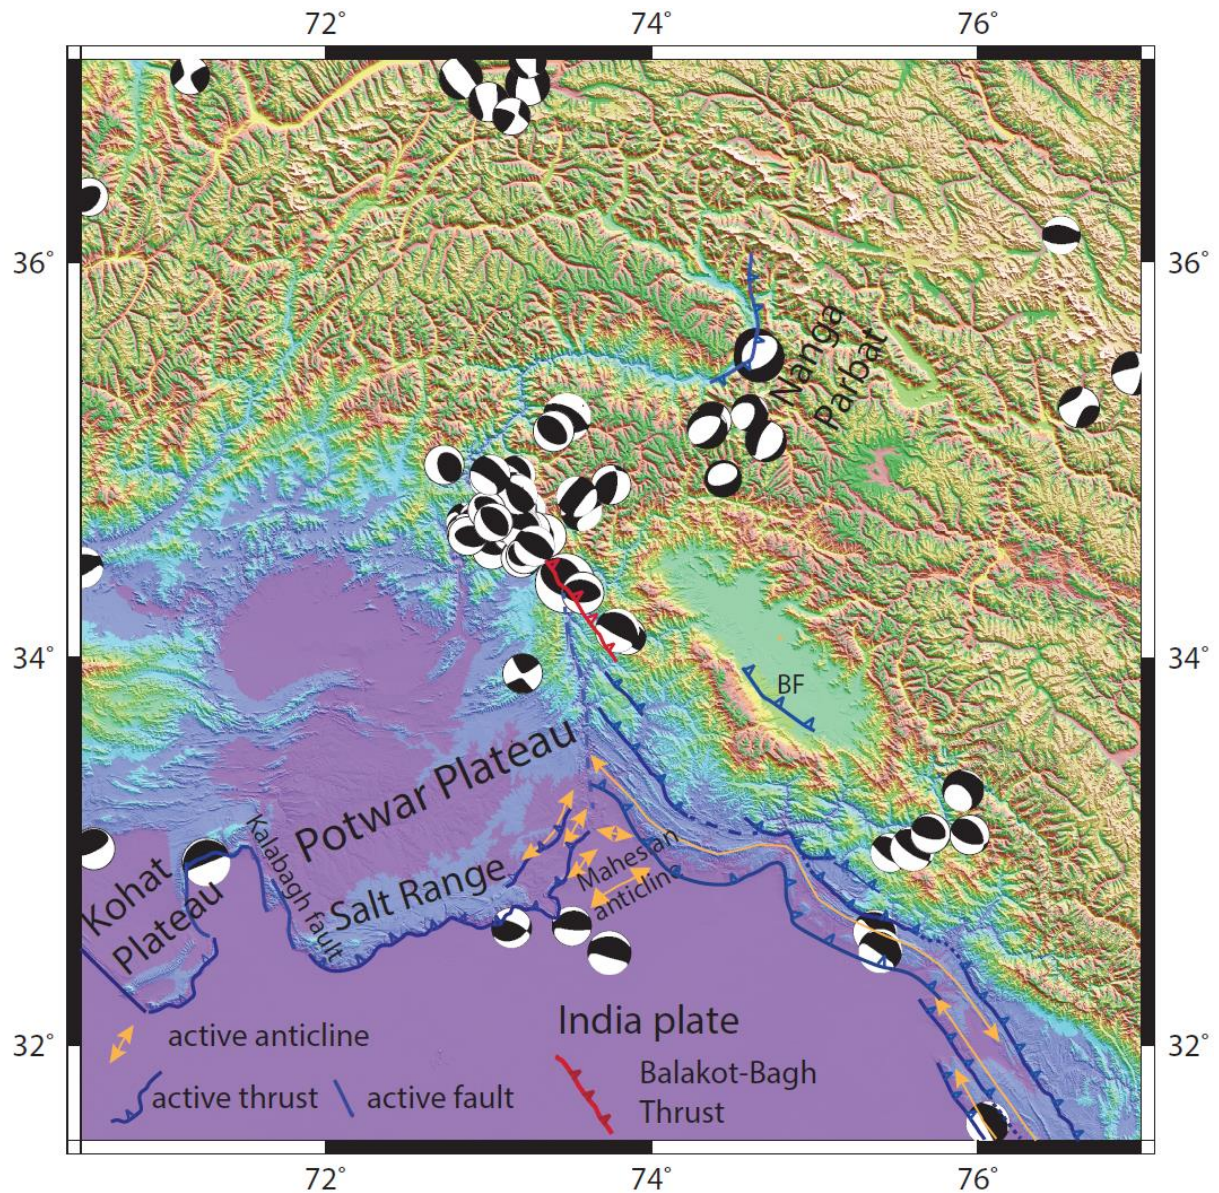 72° 74° 76°
36° 36°
Nanga
Parbat
34° 34°
BF
Potwar Plateau
Kalabagh fault
Kohat
Plateau
Salt Range
anticline
India plate
active anticline
32° 32°
Balakot-Bagh
Thrust
active thrust active fault
72° 74° 76°